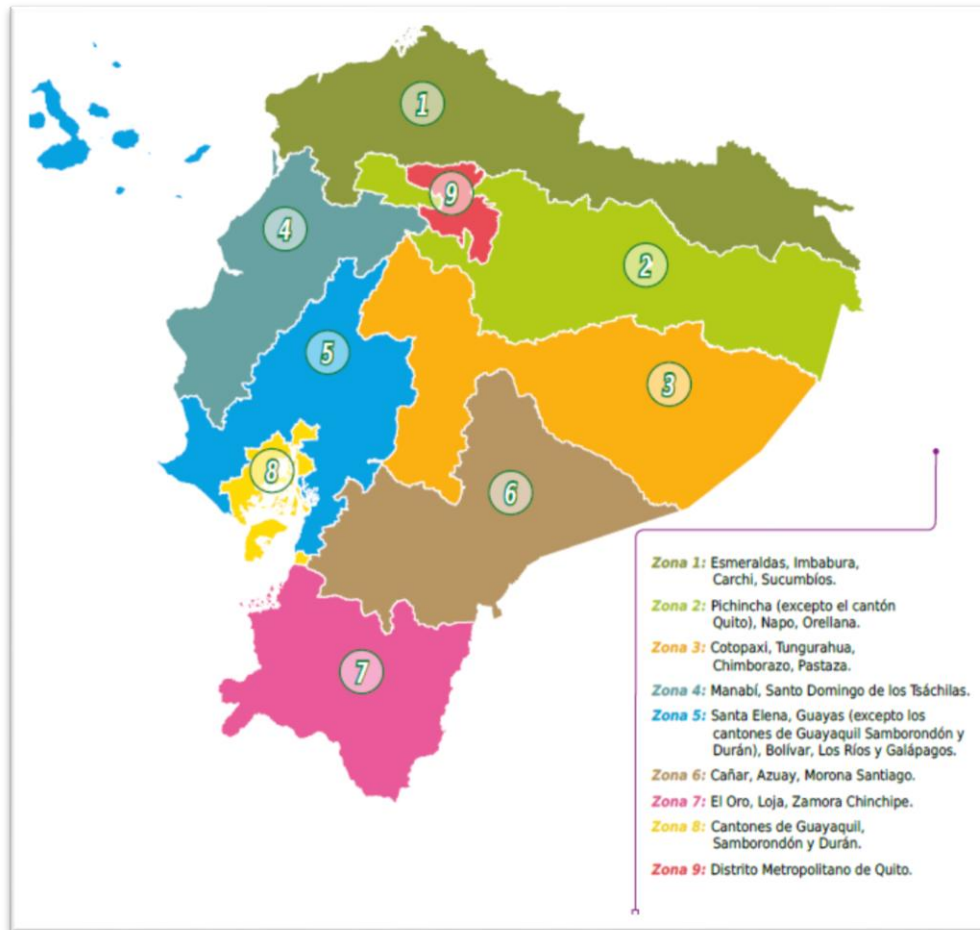 1
9
4
2
5
3
8
6
7
Zona 1: Esmeraldas, Imbabura,
Carchi, Sucumbíos.
Zona 2: Pichincha (excepto el cantón
Quito), Napo, Orellana.
Zona 3: Cotopaxi, Tungurahua,
Chimborazo, Pastaza.
Zona 4: Manabí, Santo Domingo de los Tsáchilas.
Zona 5: Santa Elena, Guayas (excepto los
cantones de Guayaquil Samborondón y
Durán), Bolívar, Los Ríos y Galápagos.
Zona 6: Cañar, Azuay, Morona Santiago.
Zona 7: El Oro, Loja, Zamora Chinchipe.
Zona 8: Cantones de Guayaquil,
Samborondón y Durán.
Zona 9: Distrito Metropolitano de Quito.